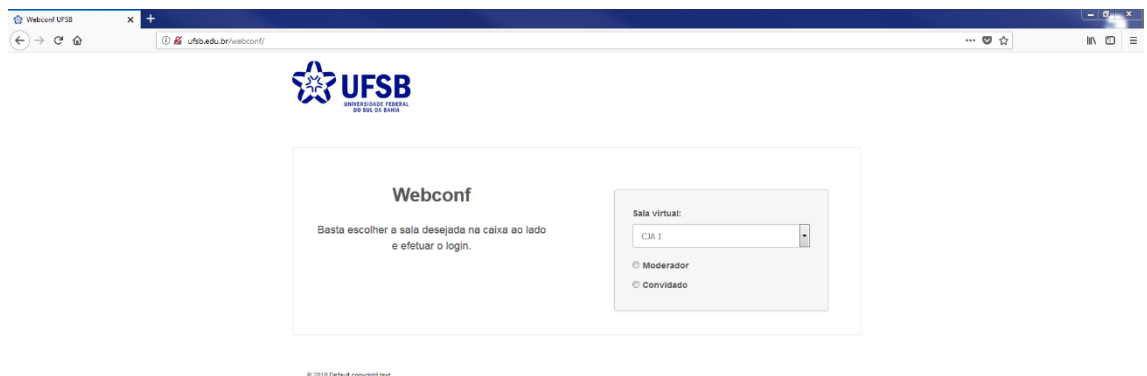 Webconf UFSB
ufsb.edu.br/webconf/
UFSB
UNIVERSIDADE FEDERAL
DO SUL DA BAHIA
Webconf
Basta escolher a sala desejada na caixa ao lado
e efetuar o login.
Sala virtual:
CJA 1
Moderador
Convidado
Default copyright text